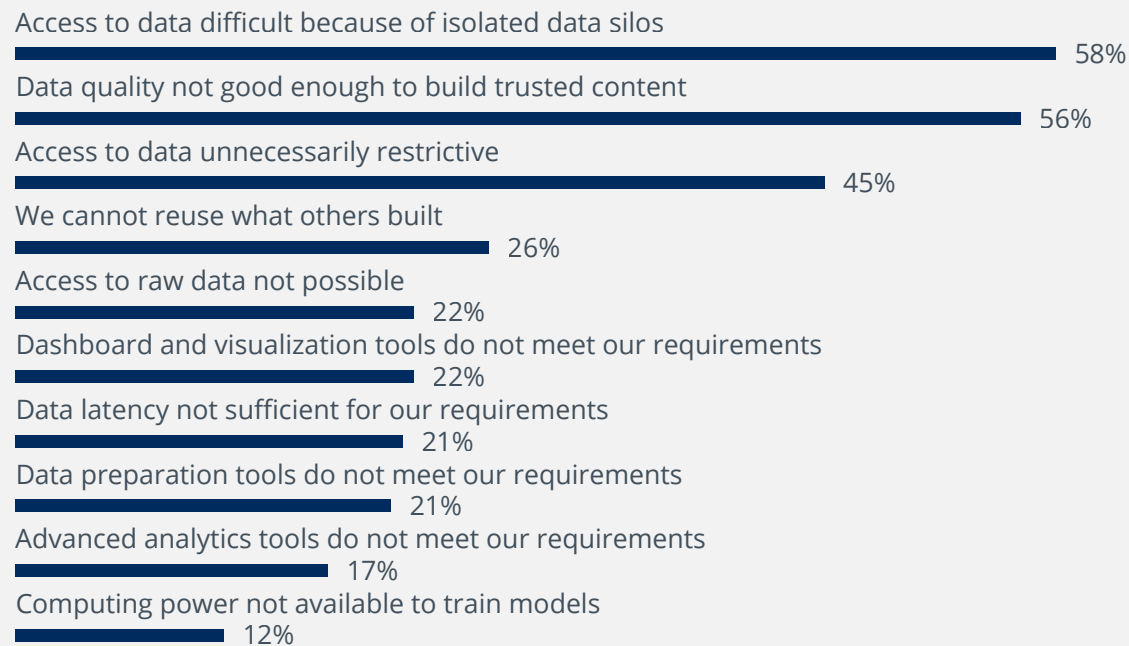 Access to data difficult because of isolated data silos
58%
Data quality not good enough to build trusted content
56%
Access to data unnecessarily restrictive
45%
We cannot reuse what others built
26%
Access to raw data not possible
22%
Dashboard and visualization tools do not meet our requirements
22%
Data latency not sufficient for our requirements
21%
Data preparation tools do not meet our requirements
21%
Advanced analytics tools do not meet our requirements
17%
Computing power not available to train models
12%